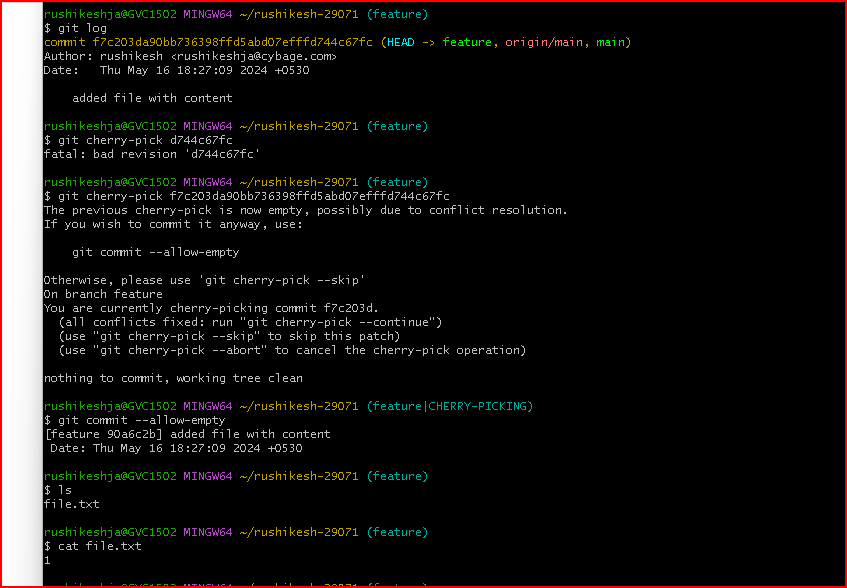 rushikeshja@GVC1502 MINGW64 ~/rushikesh-29071 (feature)
$ git log
commit f7c203da90bb736398ffd5abd07efffd744c67fc (HEAD -> feature, origin/main, main)
Author: rushikesh <rushikeshja@cybage.com>
Date:   Thu May 16 18:27:09 2024 +0530
    added file with content
rushikeshja@GVC1502 MINGW64 ~/rushikesh-29071 (feature)
$ git cherry-pick d744c67fc
fatal: bad revision 'd744c67fc'
rushikeshja@GVC1502 MINGW64 ~/rushikesh-29071 (feature)
$ git cherry-pick f7c203da90bb736398ffd5abd07efffd744c67fc
The previous cherry-pick is now empty, possibly due to conflict resolution.
If you wish to commit it anyway, use:
    git commit --allow-empty
Otherwise, please use 'git cherry-pick --skip'
On branch feature
You are currently cherry-picking commit f7c203d.
  (all conflicts fixed: run "git cherry-pick --continue")
  (use "git cherry-pick --skip" to skip this patch)
  (use "git cherry-pick --abort" to cancel the cherry-pick operation)
nothing to commit, working tree clean
rushikeshja@GVC1502 MINGW64 ~/rushikesh-29071 (feature|CHERRY-PICKING)
$ git commit --allow-empty
[feature 90a6c2b] added file with content
 Date: Thu May 16 18:27:09 2024 +0530
rushikeshja@GVC1502 MINGW64 ~/rushikesh-29071 (feature)
$ ls
file.txt
rushikeshja@GVC1502 MINGW64 ~/rushikesh-29071 (feature)
$ cat file.txt
1